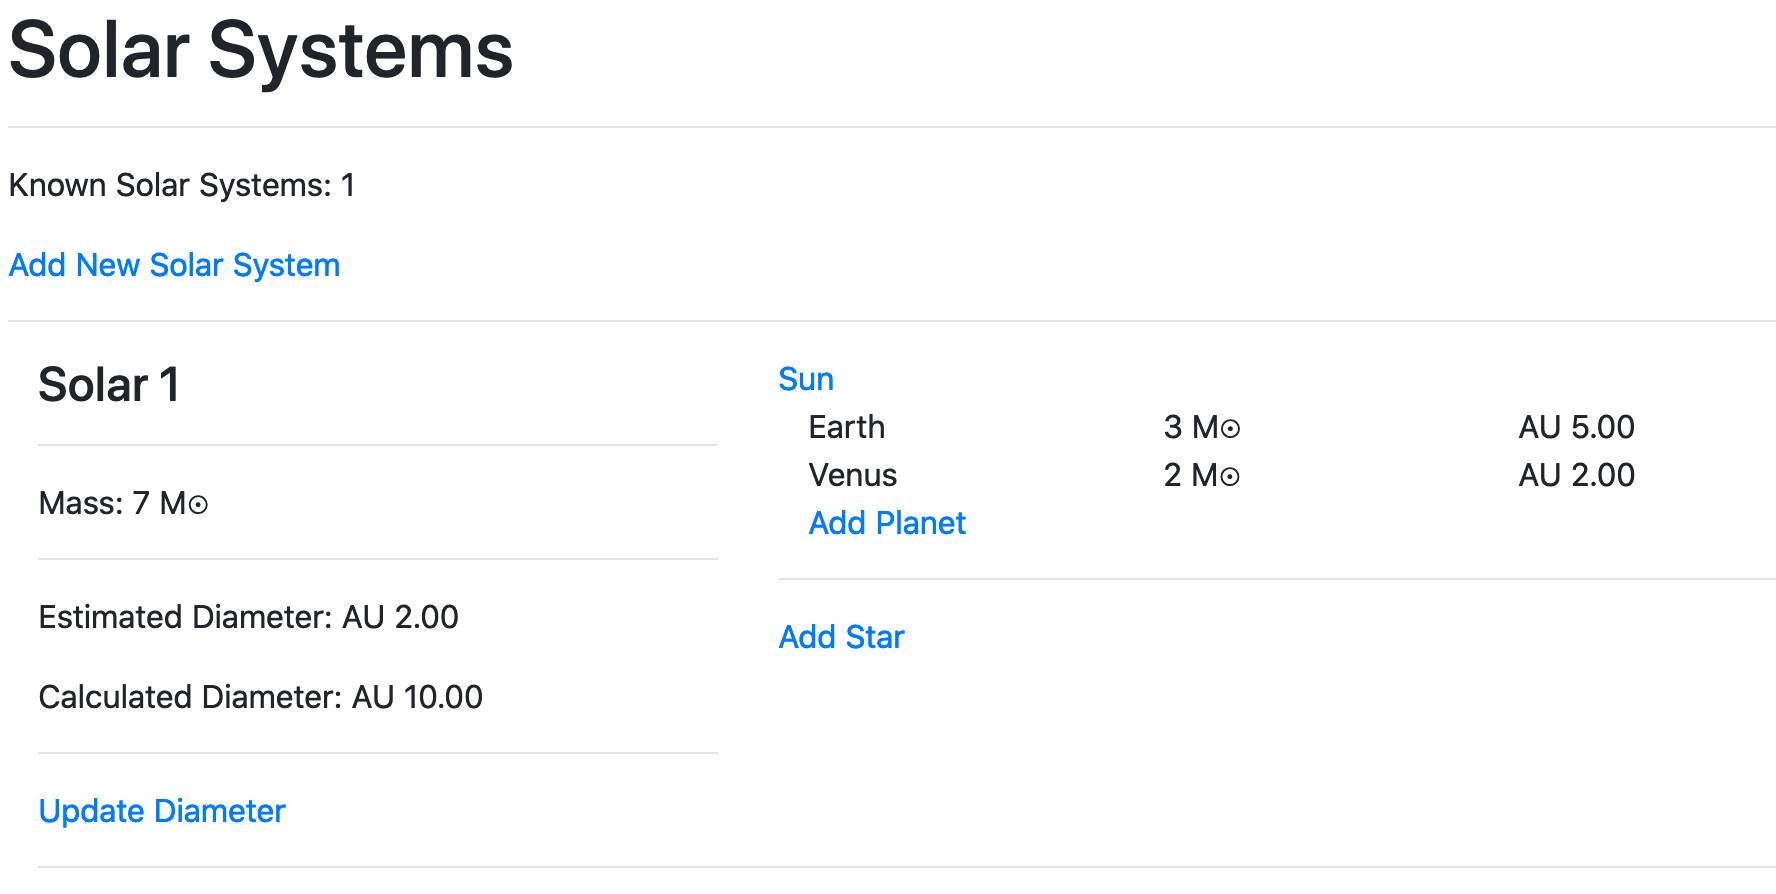 Solar Systems
Known Solar Systems: 1
Add New Solar System
Solar 1
Mass: 7 M☉
Estimated Diameter: AU 2.00
Calculated Diameter: AU 10.00
Update Diameter
Sun
Earth 3 M☉ AU 5.00
Venus 2 M☉ AU 2.00
Add Planet
Add Star